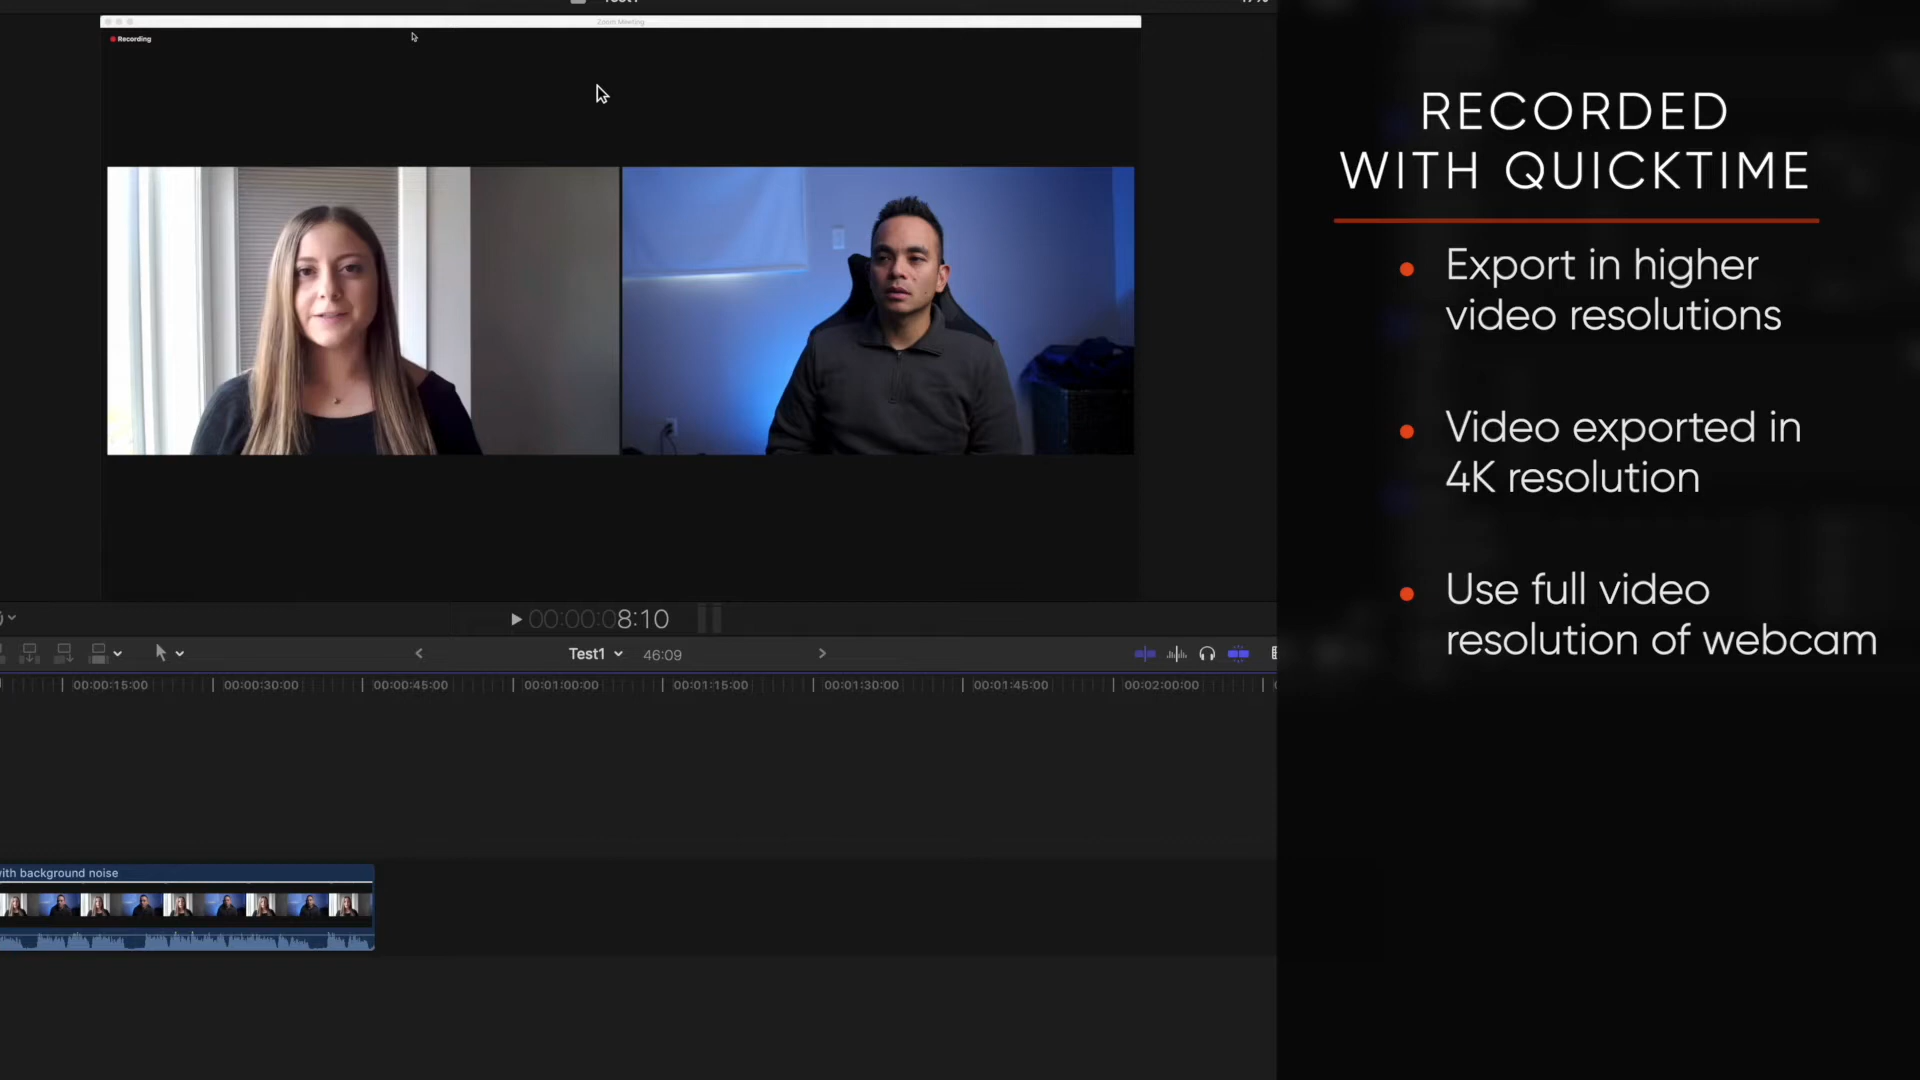 Zoom Meeting
Recording
RECORDED
WITH QUICKTIME
Export in higher
video resolutions
Video exported in
4K resolution
Use full video
resolution of webcam
00:00:08:10
Test1
46:09
00:00:15:00
00:00:30:00
00:00:45:00
00:01:00:00
00:01:15:00
00:01:30:00
00:01:45:00
00:02:00:00
with background noise